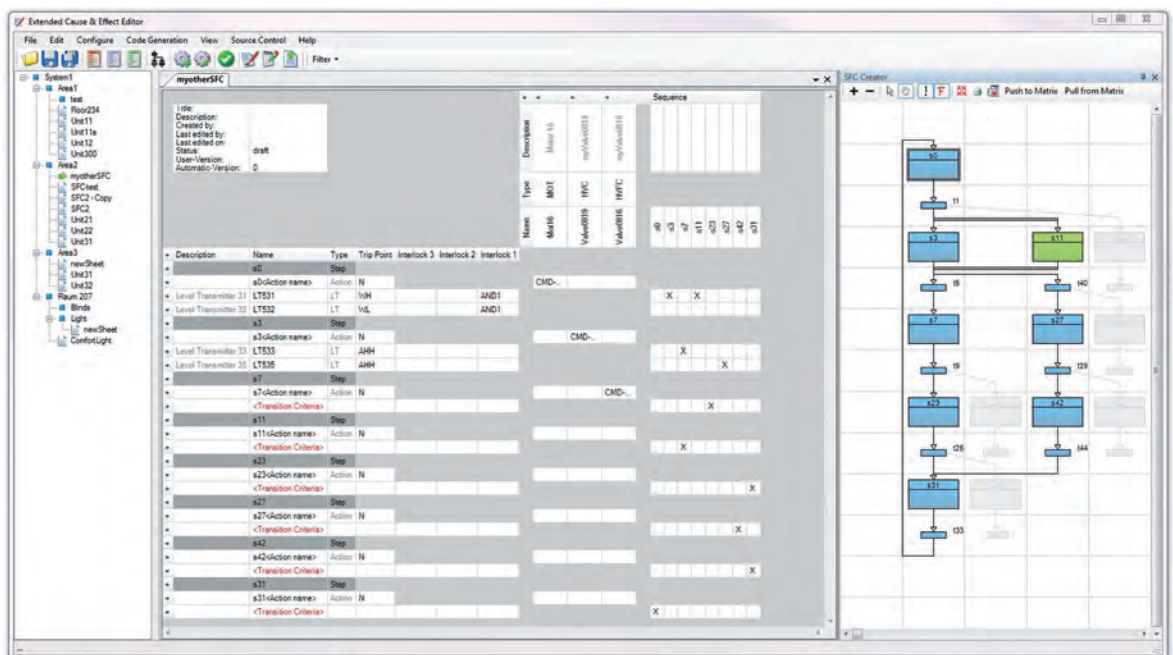 Extended Cause & Effect Editor
File Edit Configure Code Generation View Source Control Help
Filter
System1
Area1
test
Floor234
Unit11
Unit11a
Unit12
Unit300
Area2
myotherSFC
SFCtest
SFC2 - Copy
SFC2
Unit21
Unit22
Unit31
Area3
newSheet
Unit31
Unit32
Raum 207
Blinds
Light
newSheet
ComfortLight
myotherSFC
Title:
Description:
Created by:
Last edited by:
Last edited on:
Status: draft
User-Version:
Automatic-Version: 0
Sequence
Description Motor 16 myValve0819 myValve0816
Type MOT HVC HVFC
Name Mot16 Valve0819 Valve0816 s0 s3 s7 s11 s23 s27 s42 s31
+ Description Name Type Trip Point Interlock 3 Interlock 2 Interlock 1
+ s0 Step
+ s0<Action name> Action N CMD-...
+ Level Transmitter 31 LT531 LT WH AND1 X X
+ Level Transmitter 32 LT532 LT WL AND1
+ s3 Step
+ s3<Action name> Action N CMD-...
+ Level Transmitter 33 LT533 LT AHH X
+ Level Transmitter 35 LT535 LT AHH X
+ s7 Step
+ s7<Action name> Action N CMD-...
+ <Transition Criteria> X
+ s11 Step
+ s11<Action name> Action N
+ <Transition Criteria> X
+ s23 Step
+ s23<Action name> Action N
+ <Transition Criteria> X
+ s27 Step
+ s27<Action name> Action N
+ <Transition Criteria> X
+ s42 Step
+ s42<Action name> Action N
+ <Transition Criteria> X
+ s31 Step
+ s31<Action name> Action N
+ <Transition Criteria> X
SFC Creator
Push to Matrix Pull from Matrix
s0
t1
s3 s11
t5 t40
s7 s27
t9 t29
s23 s42
t26 t44
s31
t33